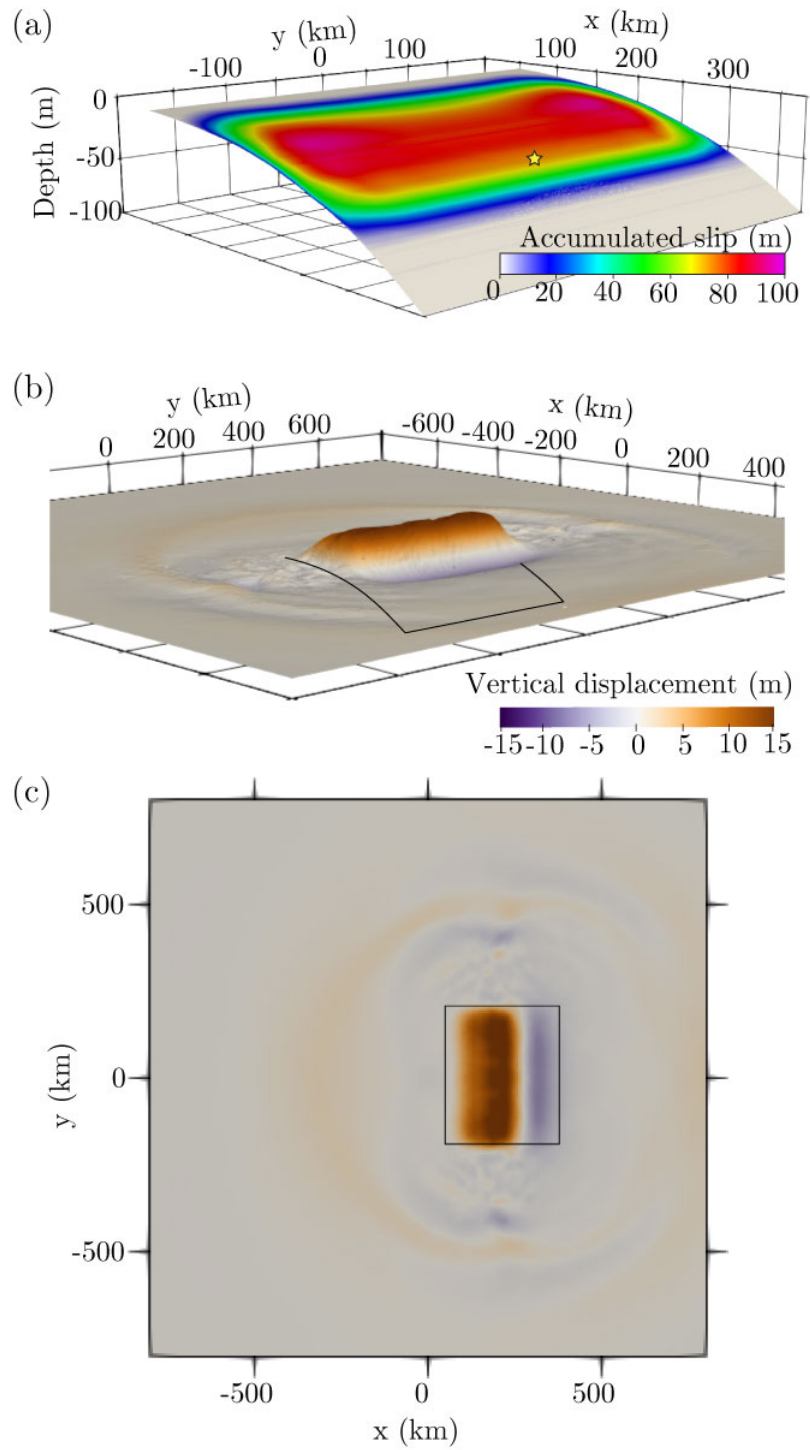 (a)
y (km)
x (km)
-100 0 100
100 200 300
Depth (m)
0
-50
-100
Accumulated slip (m)
0 20 40 60 80 100
(b)
y (km)
x (km)
0 200 400 600
-600 -400 -200 0 200 400
Vertical displacement (m)
-15 -10 -5 0 5 10 15
(c)
500
0
-500
y (km)
-500 0 500
x (km)